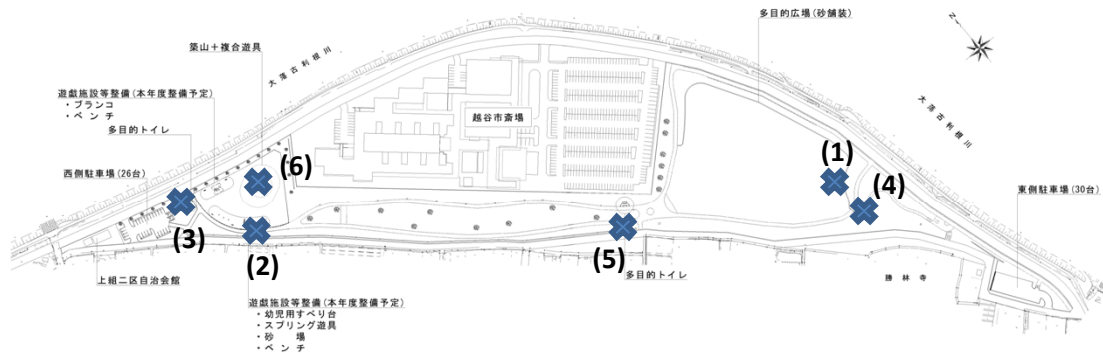 多目的広場(砂舗装)
N
築山+複合遊具
大落古利根川
遊戯施設等整備(本年度整備予定)
・ブランコ
・ベンチ
多目的トイレ
越谷市斎場
大落古利根川
(1)
(6)
西側駐車場(26台)
(4)
東側駐車場(30台)
(3)
(2)
(5)
上組二区自治会館
多目的トイレ
勝林寺
遊戯施設等整備(本年度整備予定)
・幼児用すべり台
・スプリング遊具
・砂 場
・ベンチ